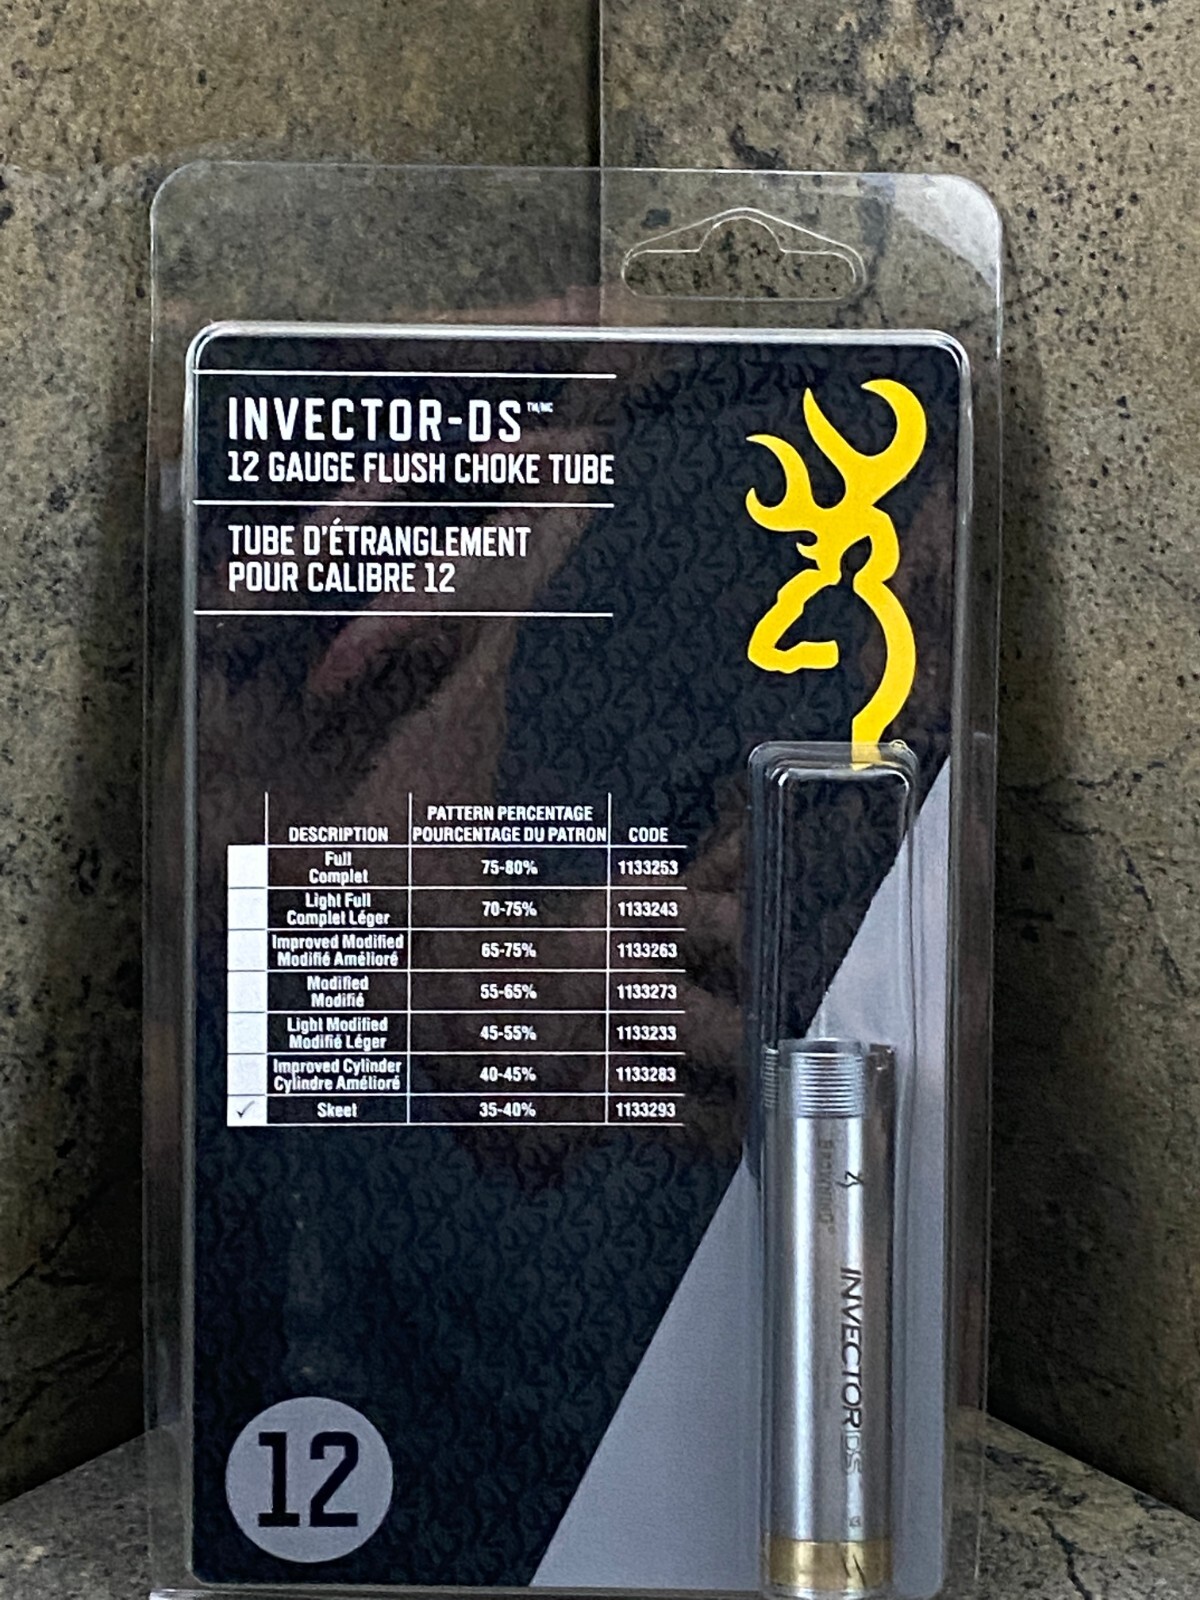 INVECTOR-DS™/MC
12 GAUGE FLUSH CHOKE TUBE
TUBE D'ÉTRANGLEMENT
POUR CALIBRE 12
DESCRIPTION
PATTERN PERCENTAGE
POURCENTAGE DU PATRON
CODE
Full
Complet
75-80%
1133253
Light Full
Complet Léger
70-75%
1133243
Improved Modified
Modifié Amélioré
65-75%
1133263
Modified
Modifié
55-65%
1133273
Light Modified
Modifié Léger
45-55%
1133233
Improved Cylinder
Cylindre Amélioré
40-45%
1133283
✓
Skeet
35-40%
1133293
BROWNING®
INVECTORDS
12